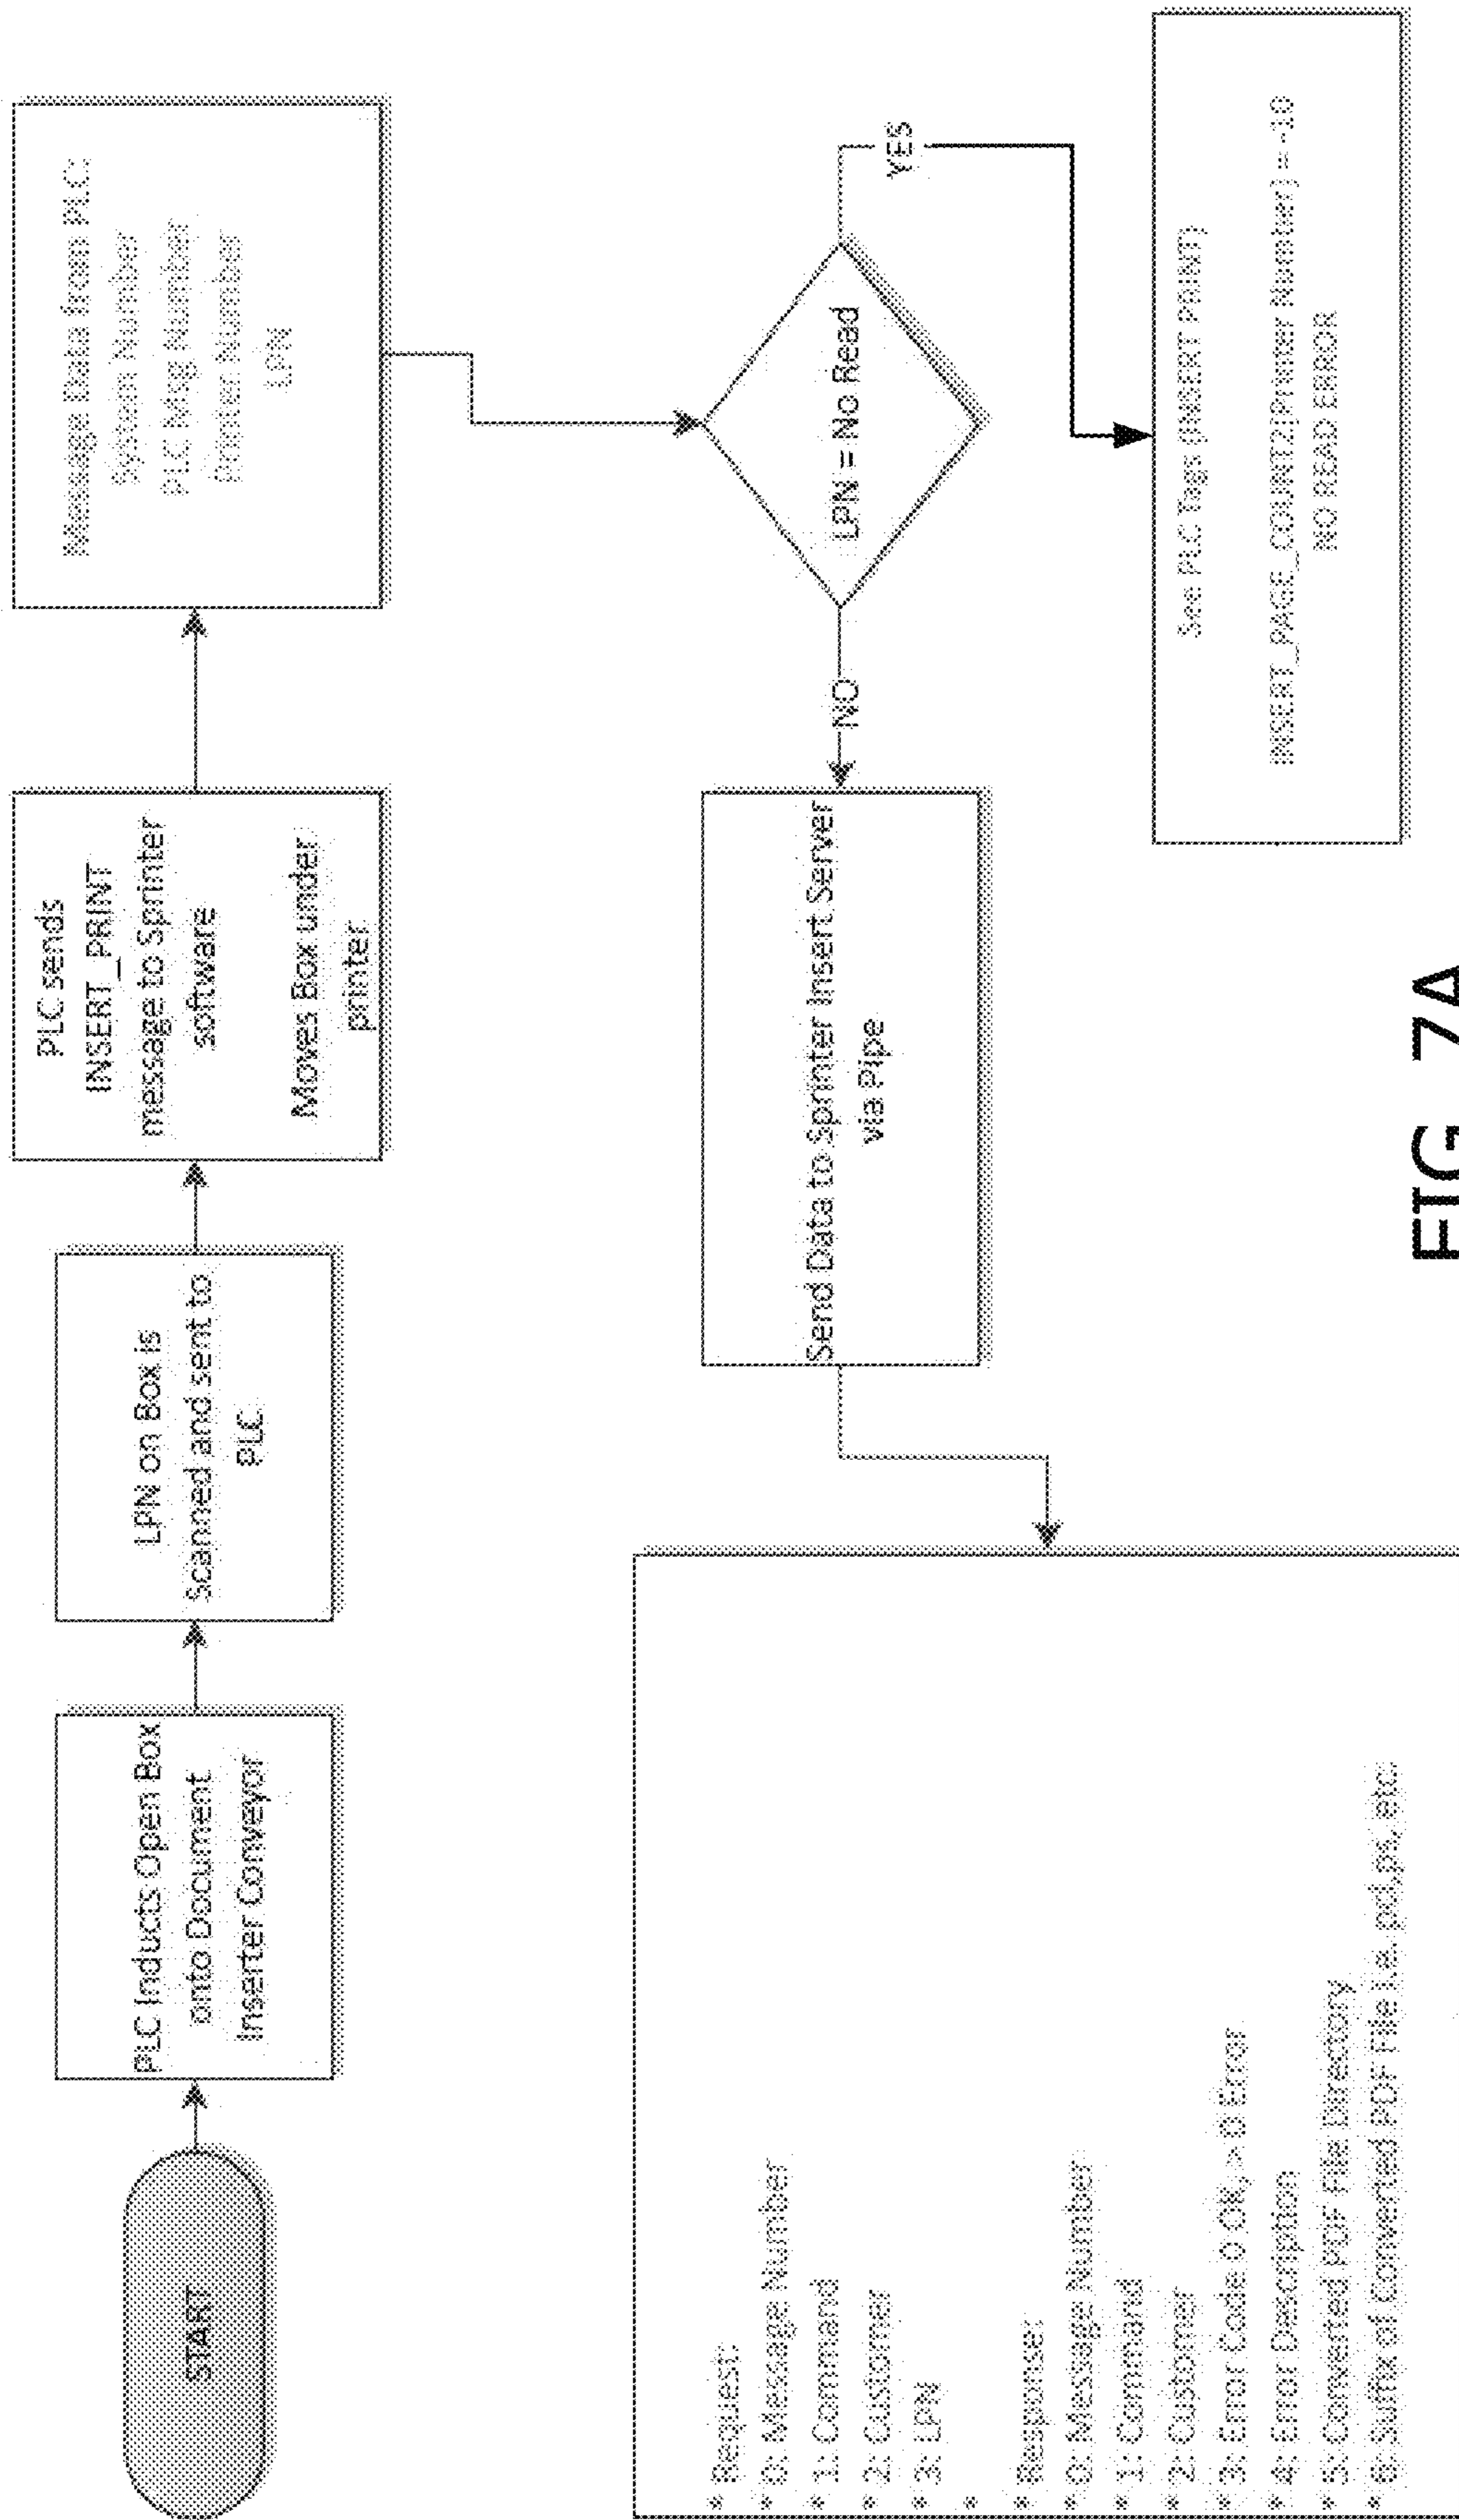 START
PLC Inducts Open Box
onto Document
Inserter Conveyor
LPN on Box is
Scanned and sent to
PLC
PLC sends
INSERT_PRINT
message to Sprinter
software
Moves Box under
printer
Message Data from PLC:
System Number
PLC Msg Number
Printer Number
LPN
LPN = No Read
YES
NO
See PLC Tags (INSERT PRINT)
INSERT_PAGE_COUNT2[Printer Number] = -10
NO READ ERROR
Send Data to Sprinter Insert Server
via Pipe
* Request:
* 0: Message Number
* 1: Command
* 2: Customer
* 3: LPN
*
* Response:
* 0: Message Number
* 1: Command
* 2: Customer
* 3: Error Code 0 OK, > 0 Error
* 4: Error Description
* 5: Converted PDF File Directory
* 6: Suffix of Converted PDF File i.e. pcl,ps, etc.
FIG. 7A